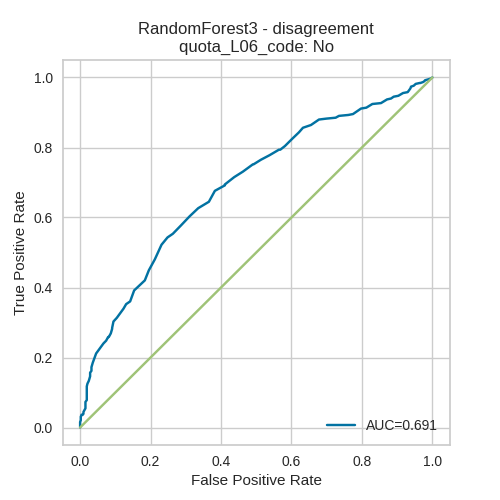 RandomForest3 - disagreement
quota_L06_code: No
1.0
0.8
0.6
0.4
0.2
0.0
True Positive Rate
AUC=0.691
0.0 0.2 0.4 0.6 0.8 1.0
False Positive Rate